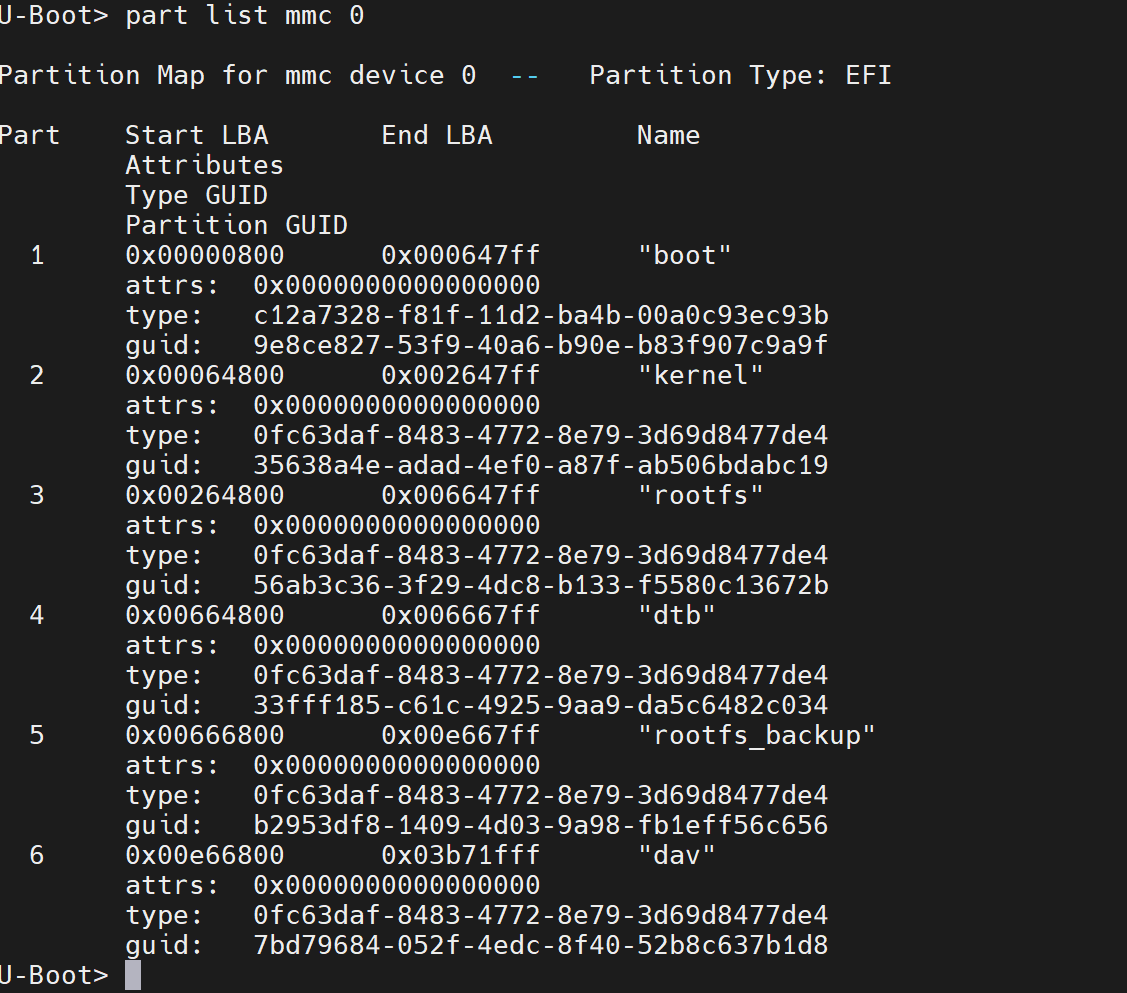 U-Boot> part list mmc 0
Partition Map for mmc device 0  --   Partition Type: EFI
Part    Start LBA       End LBA         Name
        Attributes
        Type GUID
        Partition GUID
  1     0x00000800      0x000647ff      "boot"
        attrs:  0x0000000000000000
        type:   c12a7328-f81f-11d2-ba4b-00a0c93ec93b
        guid:   9e8ce827-53f9-40a6-b90e-b83f907c9a9f
  2     0x00064800      0x002647ff      "kernel"
        attrs:  0x0000000000000000
        type:   0fc63daf-8483-4772-8e79-3d69d8477de4
        guid:   35638a4e-adad-4ef0-a87f-ab506bdabc19
  3     0x00264800      0x006647ff      "rootfs"
        attrs:  0x0000000000000000
        type:   0fc63daf-8483-4772-8e79-3d69d8477de4
        guid:   56ab3c36-3f29-4dc8-b133-f5580c13672b
  4     0x00664800      0x006667ff      "dtb"
        attrs:  0x0000000000000000
        type:   0fc63daf-8483-4772-8e79-3d69d8477de4
        guid:   33fff185-c61c-4925-9aa9-da5c6482c034
  5     0x00666800      0x00e667ff      "rootfs_backup"
        attrs:  0x0000000000000000
        type:   0fc63daf-8483-4772-8e79-3d69d8477de4
        guid:   b2953df8-1409-4d03-9a98-fb1eff56c656
  6     0x00e66800      0x03b71fff      "dav"
        attrs:  0x0000000000000000
        type:   0fc63daf-8483-4772-8e79-3d69d8477de4
        guid:   7bd79684-052f-4edc-8f40-52b8c637b1d8
U-Boot>